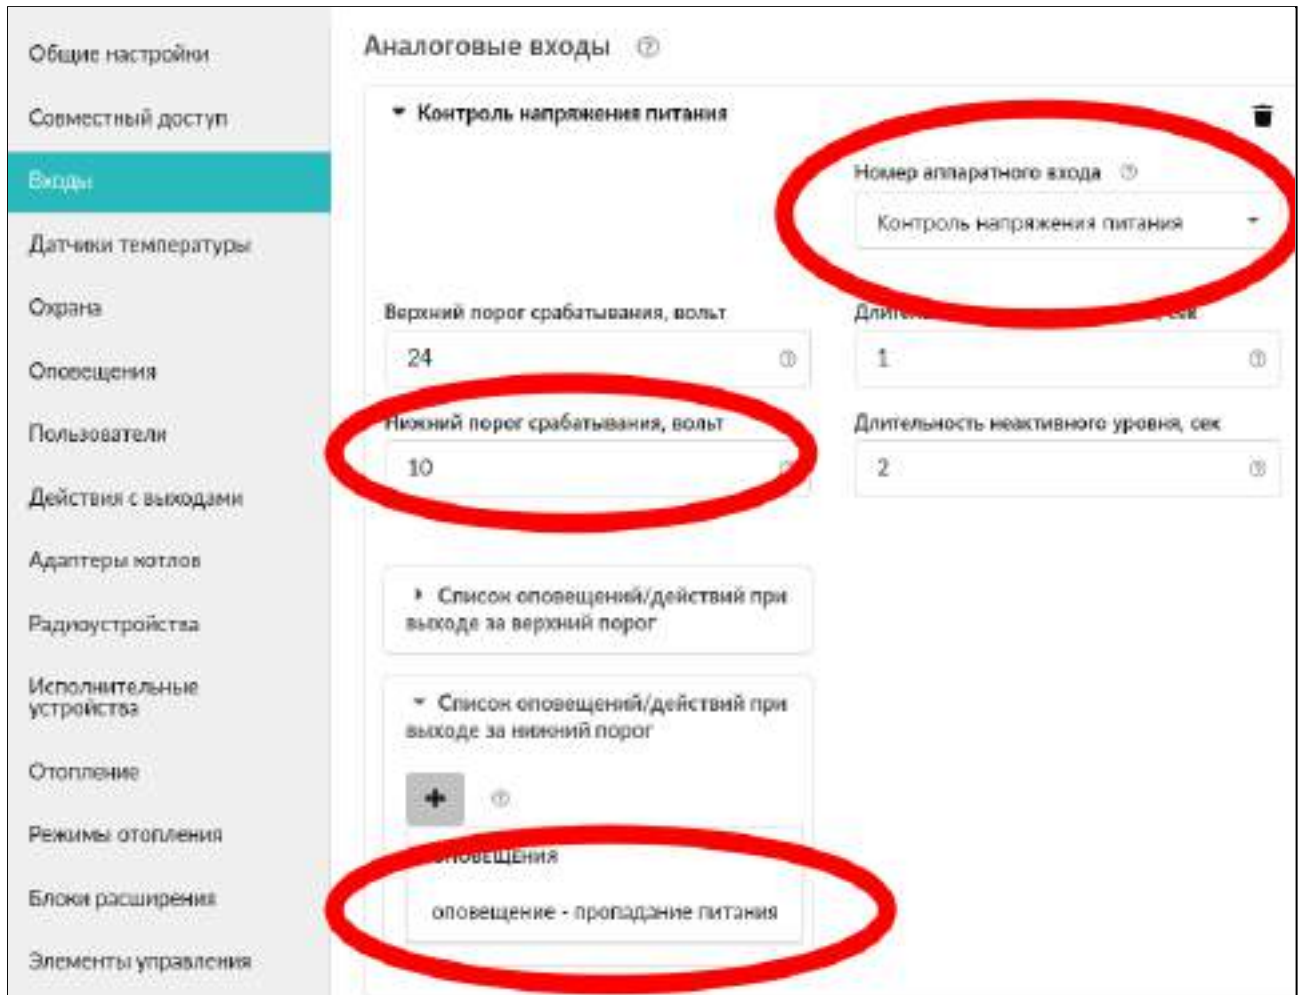 Общие настройки
Совместный доступ
Входы
Датчики температуры
Охрана
Оповещения
Пользователи
Действия с выходами
Адаптеры котлов
Радиоустройства
Исполнительные
устройства
Отопление
Режимы отопления
Блоки расширения
Элементы управления
Аналоговые входы
Контроль напряжения питания
Номер аппаратного входа
Контроль напряжения питания
Верхний порог срабатывания, вольт
24
сек
1
Нижний порог срабатывания, вольт
10
Длительность неактивного уровня, сек
2
Список оповещений/действий при
выходе за верхний порог
Список оповещений/действий при
выходе за нижний порог
+
оповещение - пропадание питания